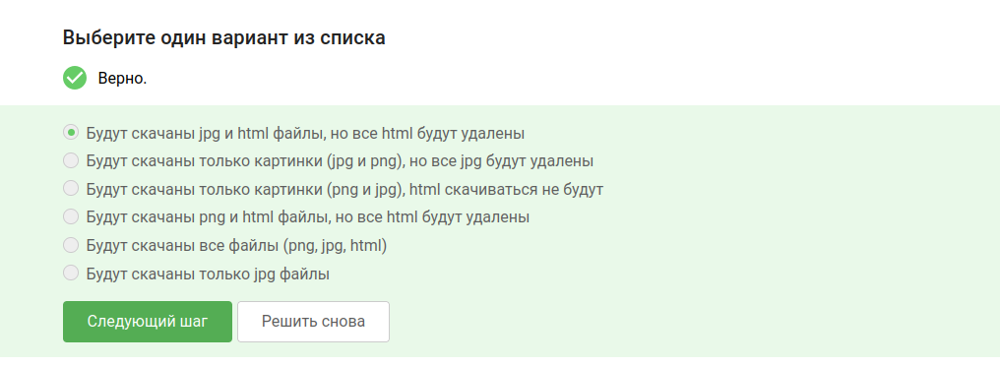 Выберите один вариант из списка
Верно.
Будут скачаны jpg и html файлы, но все html будут удалены
Будут скачаны только картинки (jpg и png), но все jpg будут удалены
Будут скачаны только картинки (png и jpg), html скачиваться не будут
Будут скачаны png и html файлы, но все html будут удалены
Будут скачаны все файлы (png, jpg, html)
Будут скачаны только jpg файлы
Следующий шаг Решить снова